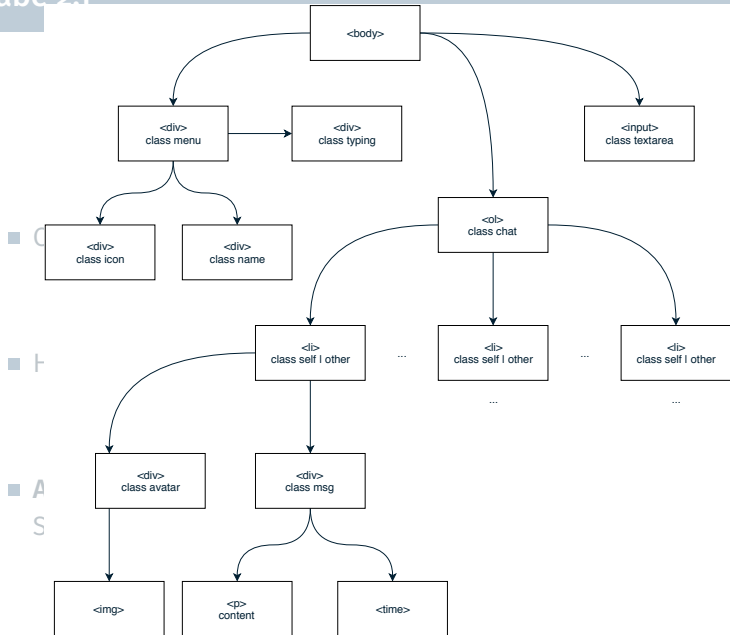 <body>
<div>
class menu
<div>
class typing
<input>
class textarea
<ol>
class chat
<div>
class icon
<div>
class name
<li>
class self | other
...
<li>
class self | other
...
<li>
class self | other
...
...
<div>
class avatar
<div>
class msg
<img>
<p>
content
<time>